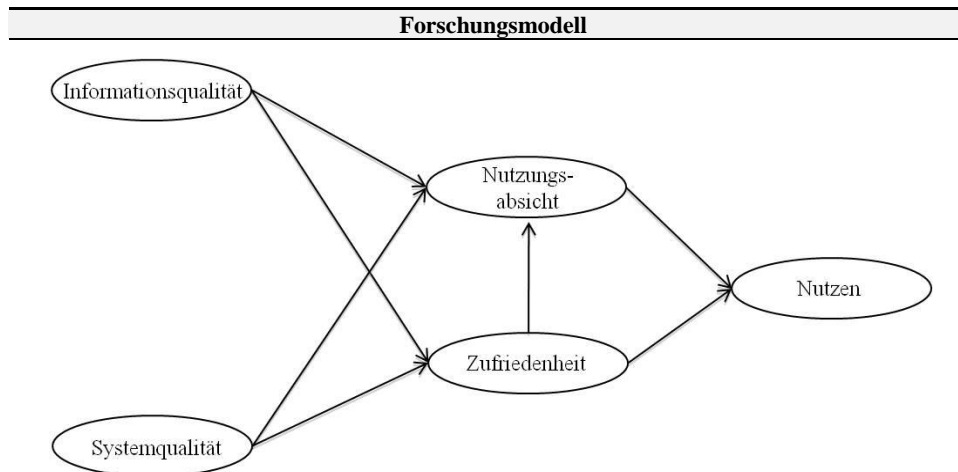 Forschungsmodell
Informationsqualität
Nutzungs-
absicht
Nutzen
Zufriedenheit
Systemqualität